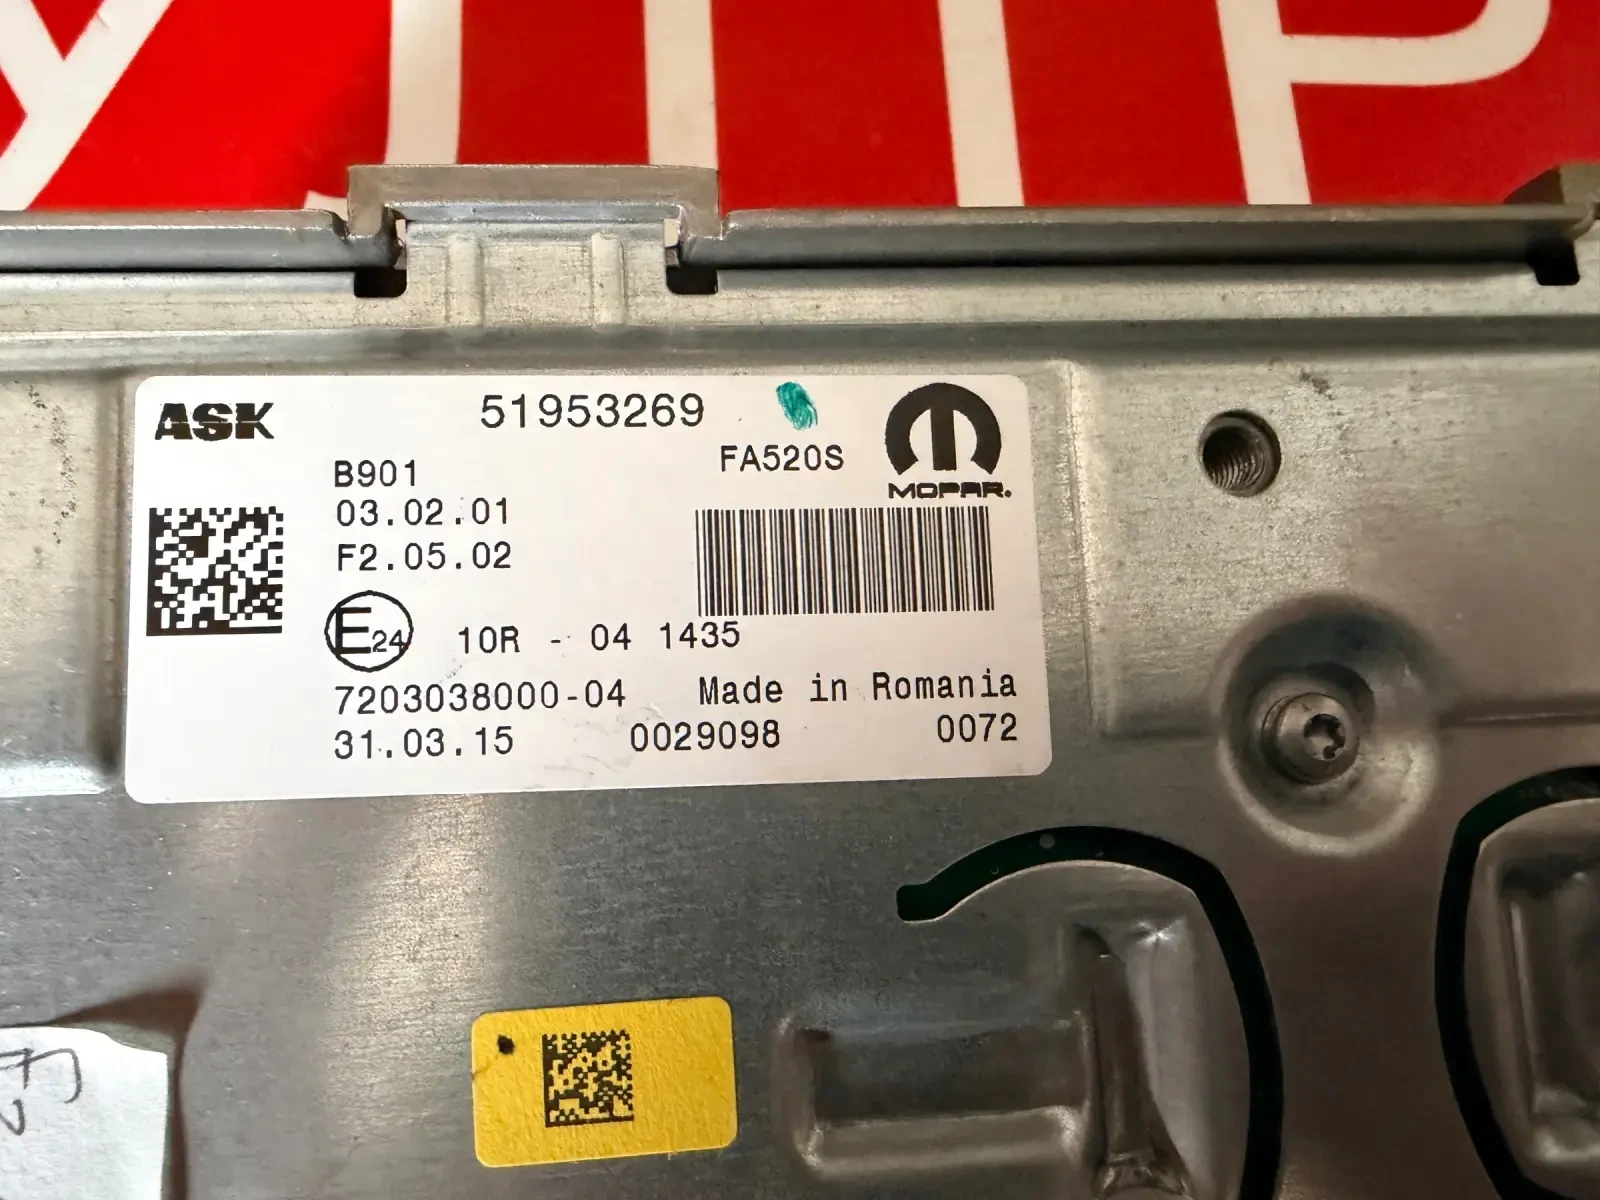 УЛТР
ASK
51953269
FA520S
MOPAR.
B901
03.02.01
F2.05.02
E24
10R - 04 1435
7203038000-04 Made in Romania
31.03.15 0029098 0072